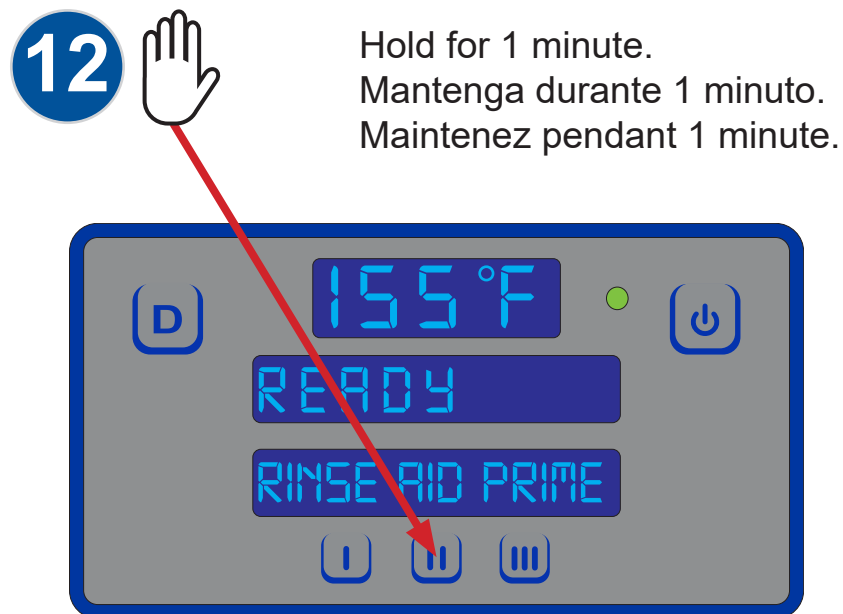 12
Hold for 1 minute.
Mantenga durante 1 minuto.
Maintenez pendant 1 minute.
155°F
D
READY
RINSE AID PRIME
I II III